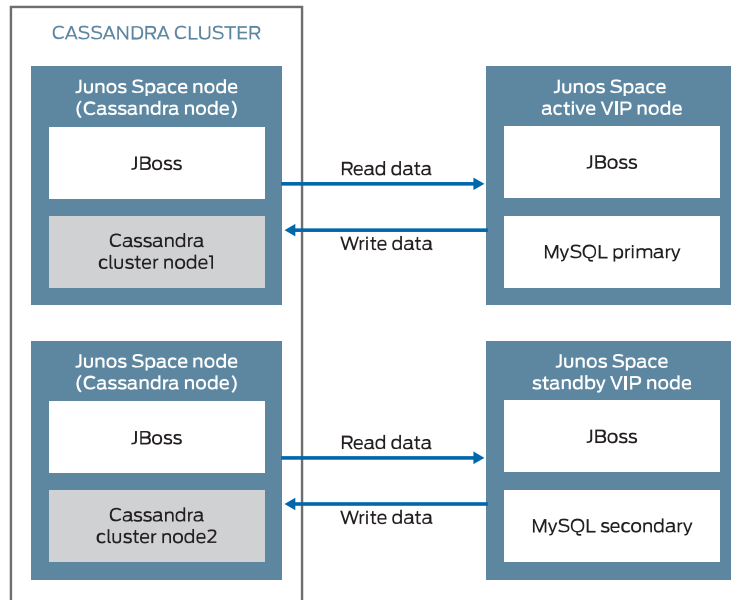 CASSANDRA CLUSTER
Junos Space node
(Cassandra node)
JBoss
Cassandra
cluster node1
Read data
Write data
Junos Space
active VIP node
JBoss
MySQL primary
Junos Space node
(Cassandra node)
JBoss
Cassandra
cluster node2
Read data
Write data
Junos Space
standby VIP node
JBoss
MySQL secondary